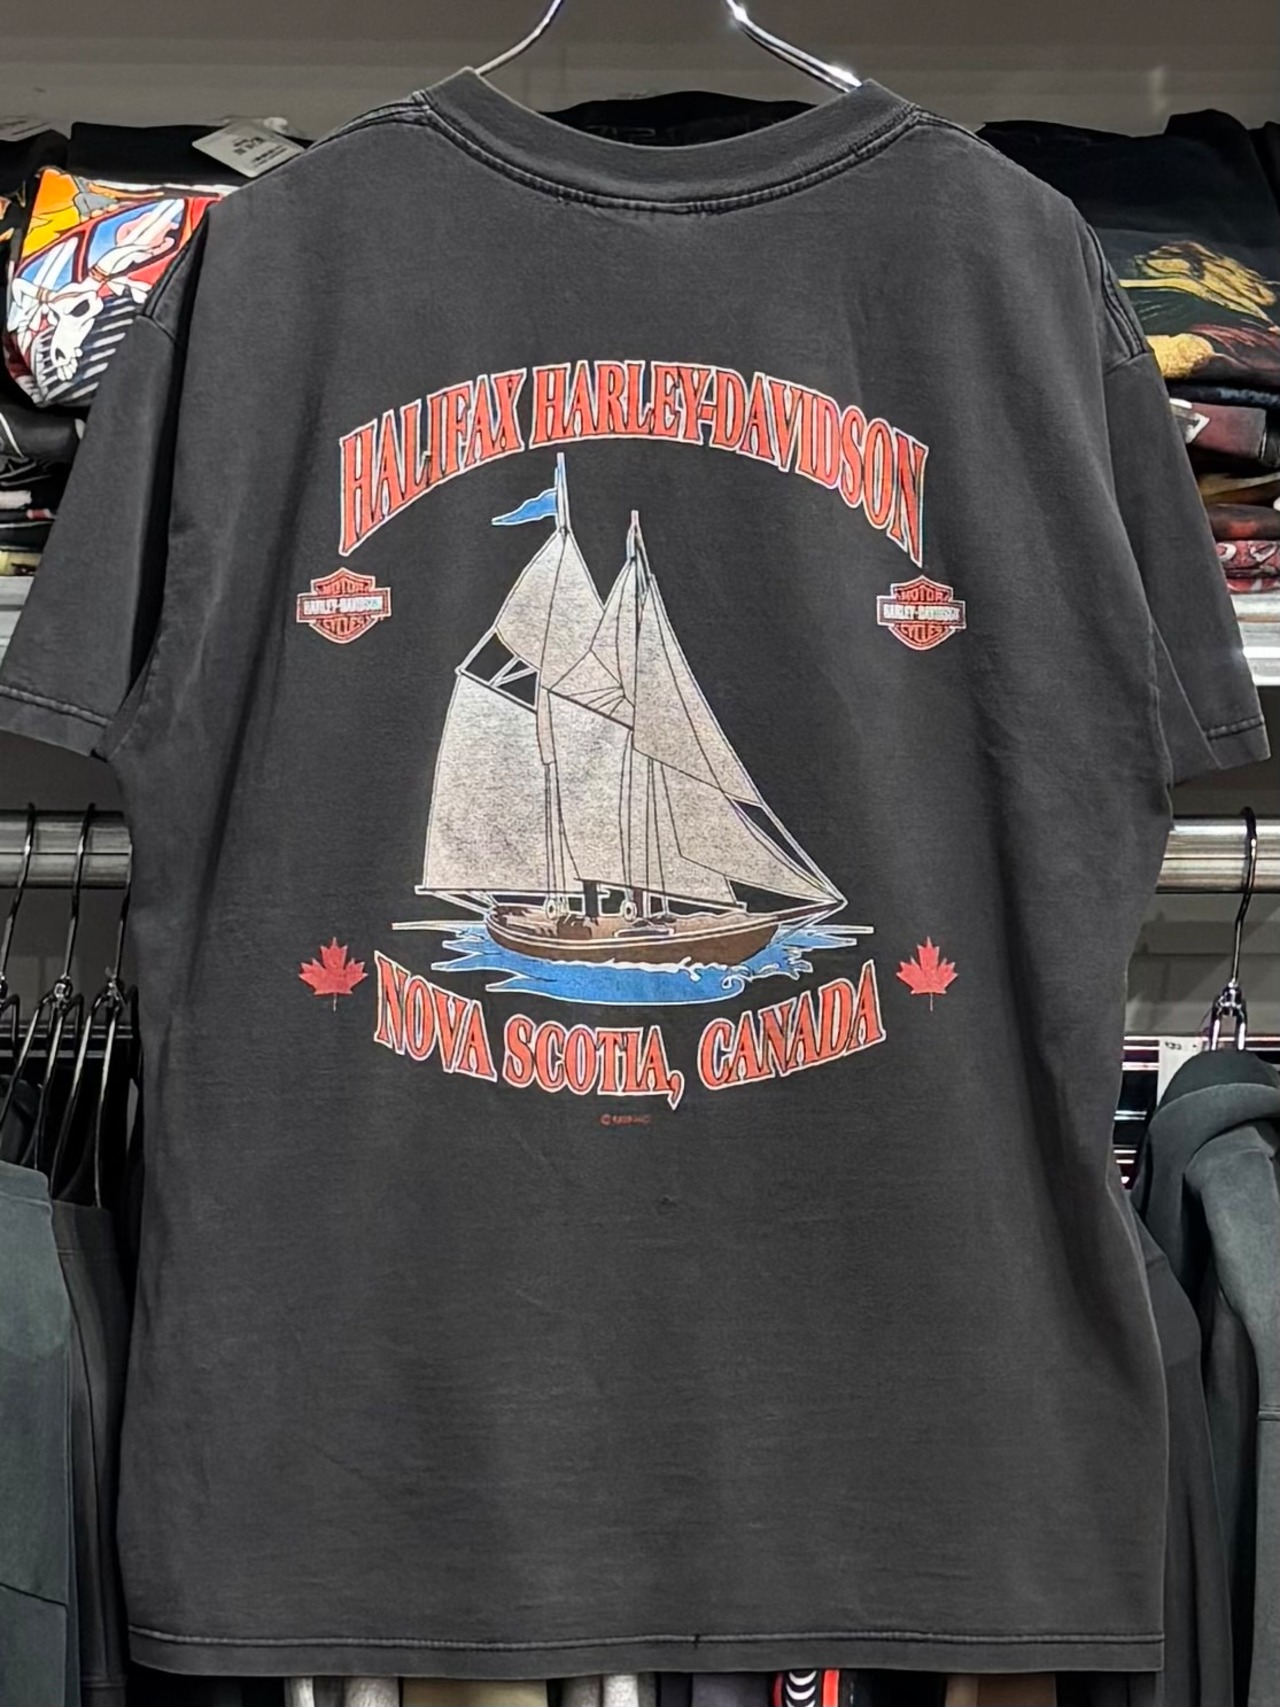 HALIFAX HARLEY-DAVIDSON
MOTOR
HARLEY-DAVIDSON
CYCLES
MOTOR
HARLEY-DAVIDSON
CYCLES
NOVA SCOTIA, CANADA